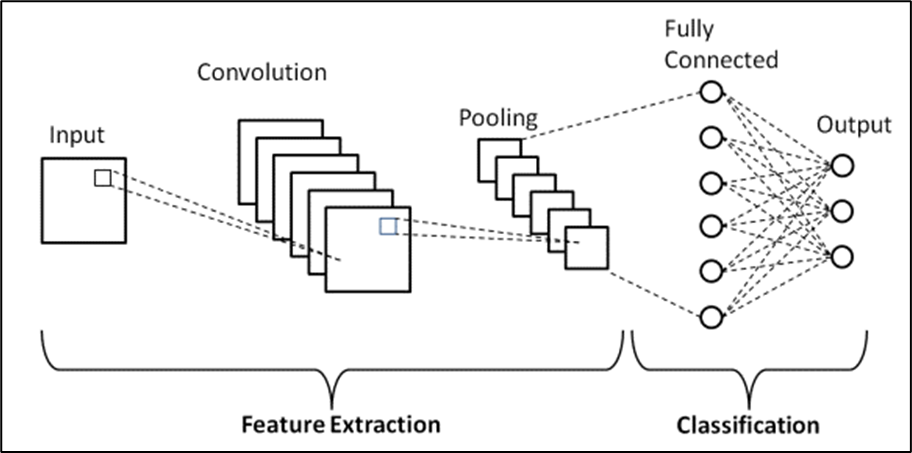 Input
Convolution
Pooling
Fully
Connected
Output
Feature Extraction
Classification